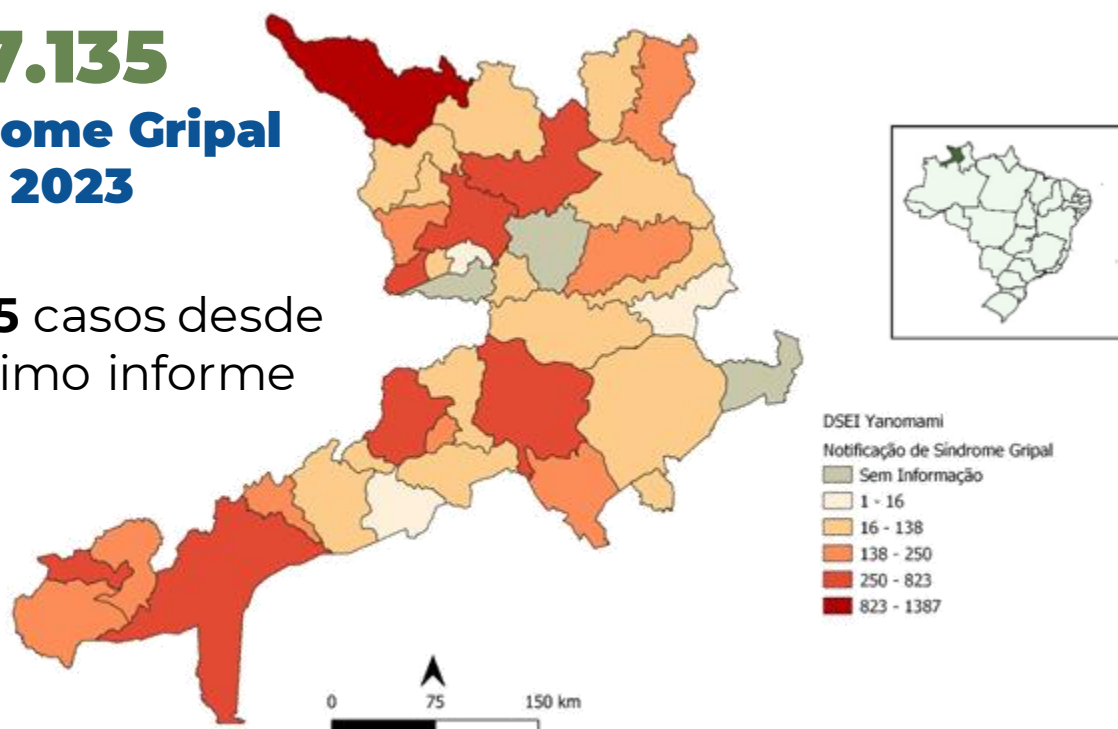 7.135
ome Gripal
2023
5 casos desde
timo informe
DSEI Yanomami
Notificação de Síndrome Gripal
Sem Informação
1 - 16
16 - 138
138 - 250
250 - 823
823 - 1387
0 75 150 km